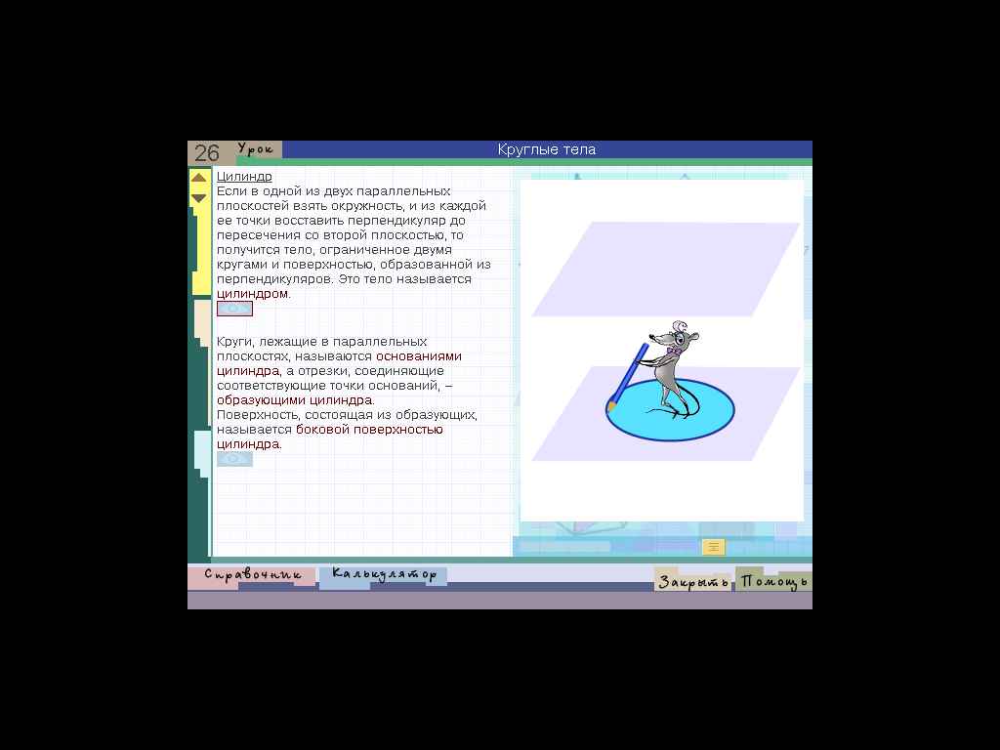 26
Урок
Круглые тела
Цилиндр
Если в одной из двух параллельных
плоскостей взять окружность, и из каждой
ее точки восставить перпендикуляр до
пересечения со второй плоскостью, то
получится тело, ограниченное двумя
кругами и поверхностью, образованной из
перпендикуляров. Это тело называется
цилиндром.
Круги, лежащие в параллельных
плоскостях, называются основаниями
цилиндра, а отрезки, соединяющие
соответствующие точки оснований, –
образующими цилиндра.
Поверхность, состоящая из образующих,
называется боковой поверхностью
цилиндра.
Справочник
Калькулятор
Закрыть
Помощь